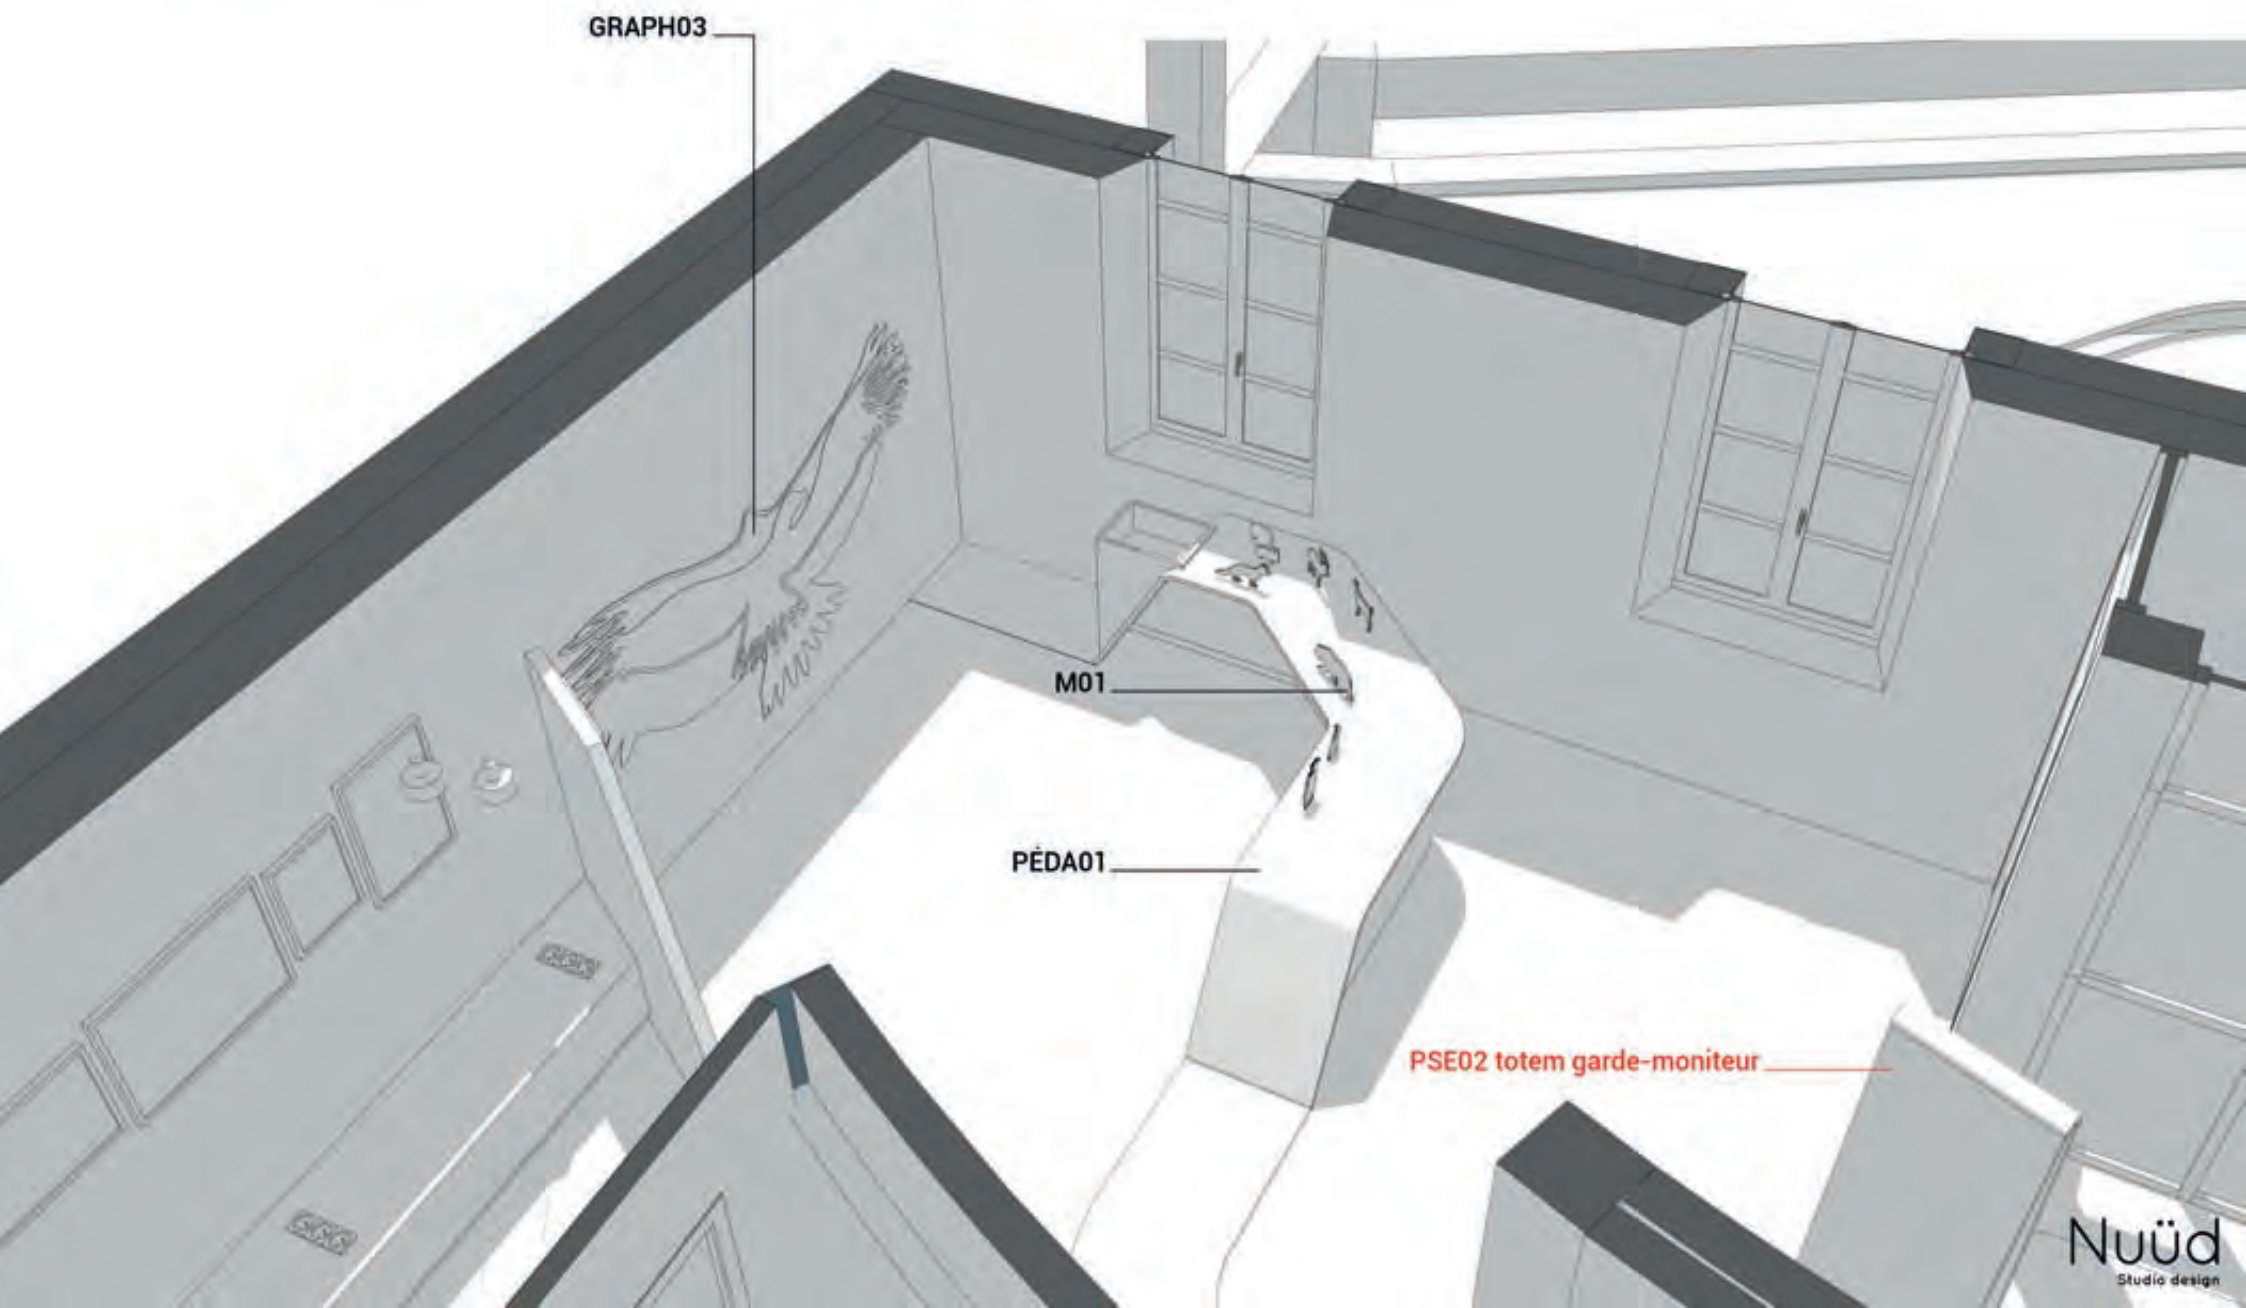 GRAPH03
M01
PÉDA01
PSE02 totem garde-moniteur
Nuüd
Studio design